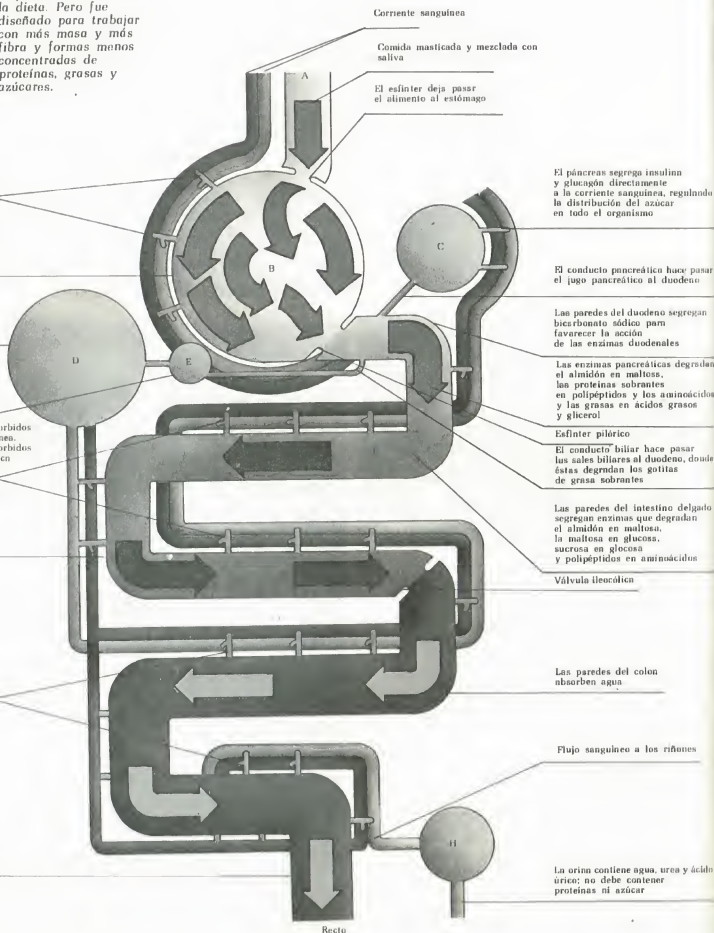 la dieta. Pero fue
diseñado para trabajar
con más masa y más
fibra y formas menos
concentradas de
proteínas, grasas y
azúcares.
Corriente sanguínea
Comida masticada y mezclada con
saliva
El esfínter deja pasar
el alimento al estómago
A
B
C
D
E
El páncreas segrega insulina
y glucagón directamente
a la corriente sanguínea, regulando
la distribución del azúcar
en todo el organismo
El conducto pancreático hace pasar
el jugo pancreático al duodeno
Las paredes del duodeno segregan
bicarbonato sódico para
favarecer la acción
de las enzimas duodenales
Las enzimas pancreáticas degradan
el almidón en maltosa,
las proteínas sobrantes
en polipéptidos y los aminoácidos
y las grasas en ácidos grasos
y glicerol
Esfínter pilórico
El conducto biliar hace pasar
las sales biliares al duodeno, donde
éstas degradan los gotitas
de grasa sobrantes
Las paredes del intestino delgado
segregan enzimas que degradan
el almidón en maltosa,
la maltosa en glucosa,
sucrosa en glocosa
y polipéptidos en aminoácidos
Válvula ileocólica
Las paredes del colon
absorben agua
Flujo sanguíneo a los riñones
H
La orina contiene agua, urea y ácido
úrico; no debe contener
proteínas ni azúcar
Recto